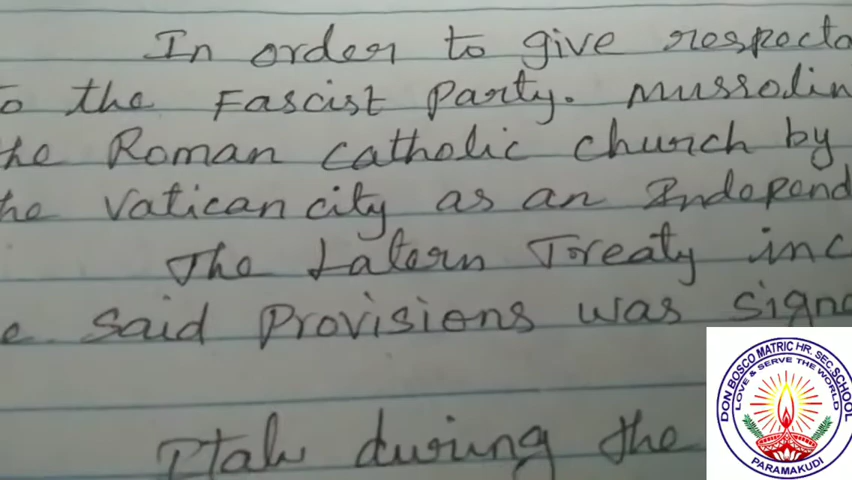 In order to give respecta
to the Fascist Party. Mussolin
he Roman catholic church by
he Vatican city as an Independ
The Latern Treaty inc
e said Provisions was signe
Italy during the
DON BOSCO MATRIC HR. SEC. SCHOOL
LOVE & SERVE THE WORLD
PARAMAKUDI